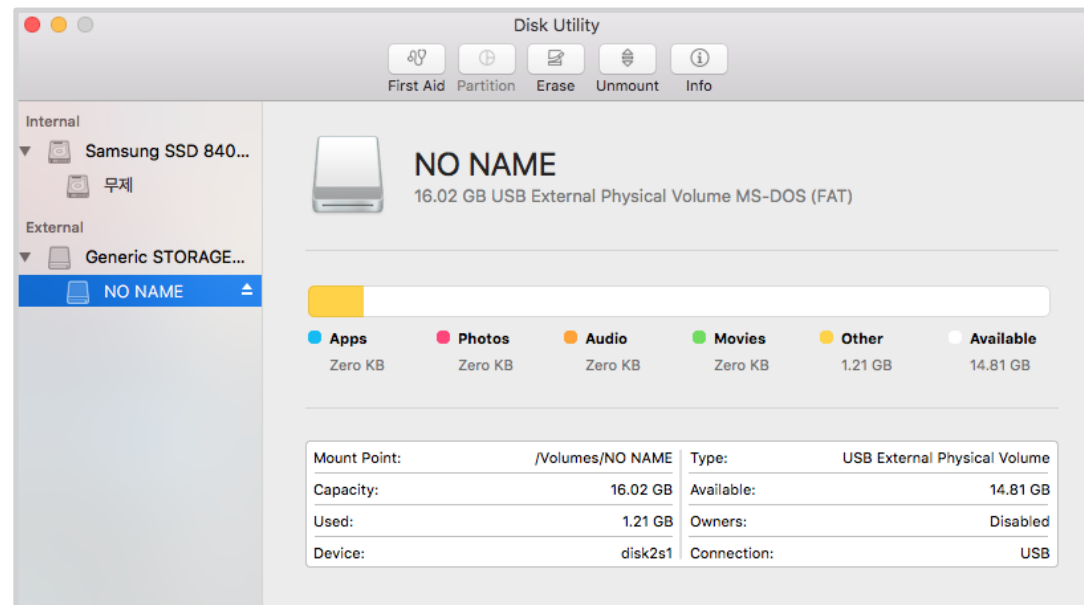 Disk Utility
First Aid Partition Erase Unmount Info
Internal
Samsung SSD 840...
무제
External
Generic STORAGE...
NO NAME
NO NAME
16.02 GB USB External Physical Volume MS-DOS (FAT)
Apps Photos Audio Movies Other Available
Zero KB Zero KB Zero KB Zero KB 1.21 GB 14.81 GB
Mount Point: /Volumes/NO NAME Type: USB External Physical Volume
Capacity: 16.02 GB Available: 14.81 GB
Used: 1.21 GB Owners: Disabled
Device: disk2s1 Connection: USB